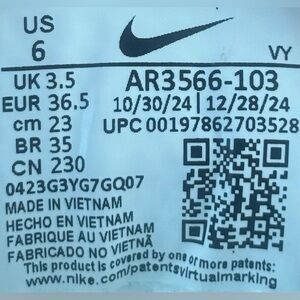 US
6
VY
UK 3.5
EUR 36.5
cm 23
BR 35
CN 230
AR3566-103
10/30/24 | 12/28/24
UPC 00197862703528
0423G3YG7GQ07
MADE IN VIETNAM
HECHO EN VIETNAM
FABRIQUE AU VIETNAM
FABRICADO NO VIETNÃ
This product is covered by one or more patents:
www.nike.com/patentsvirtualmarking